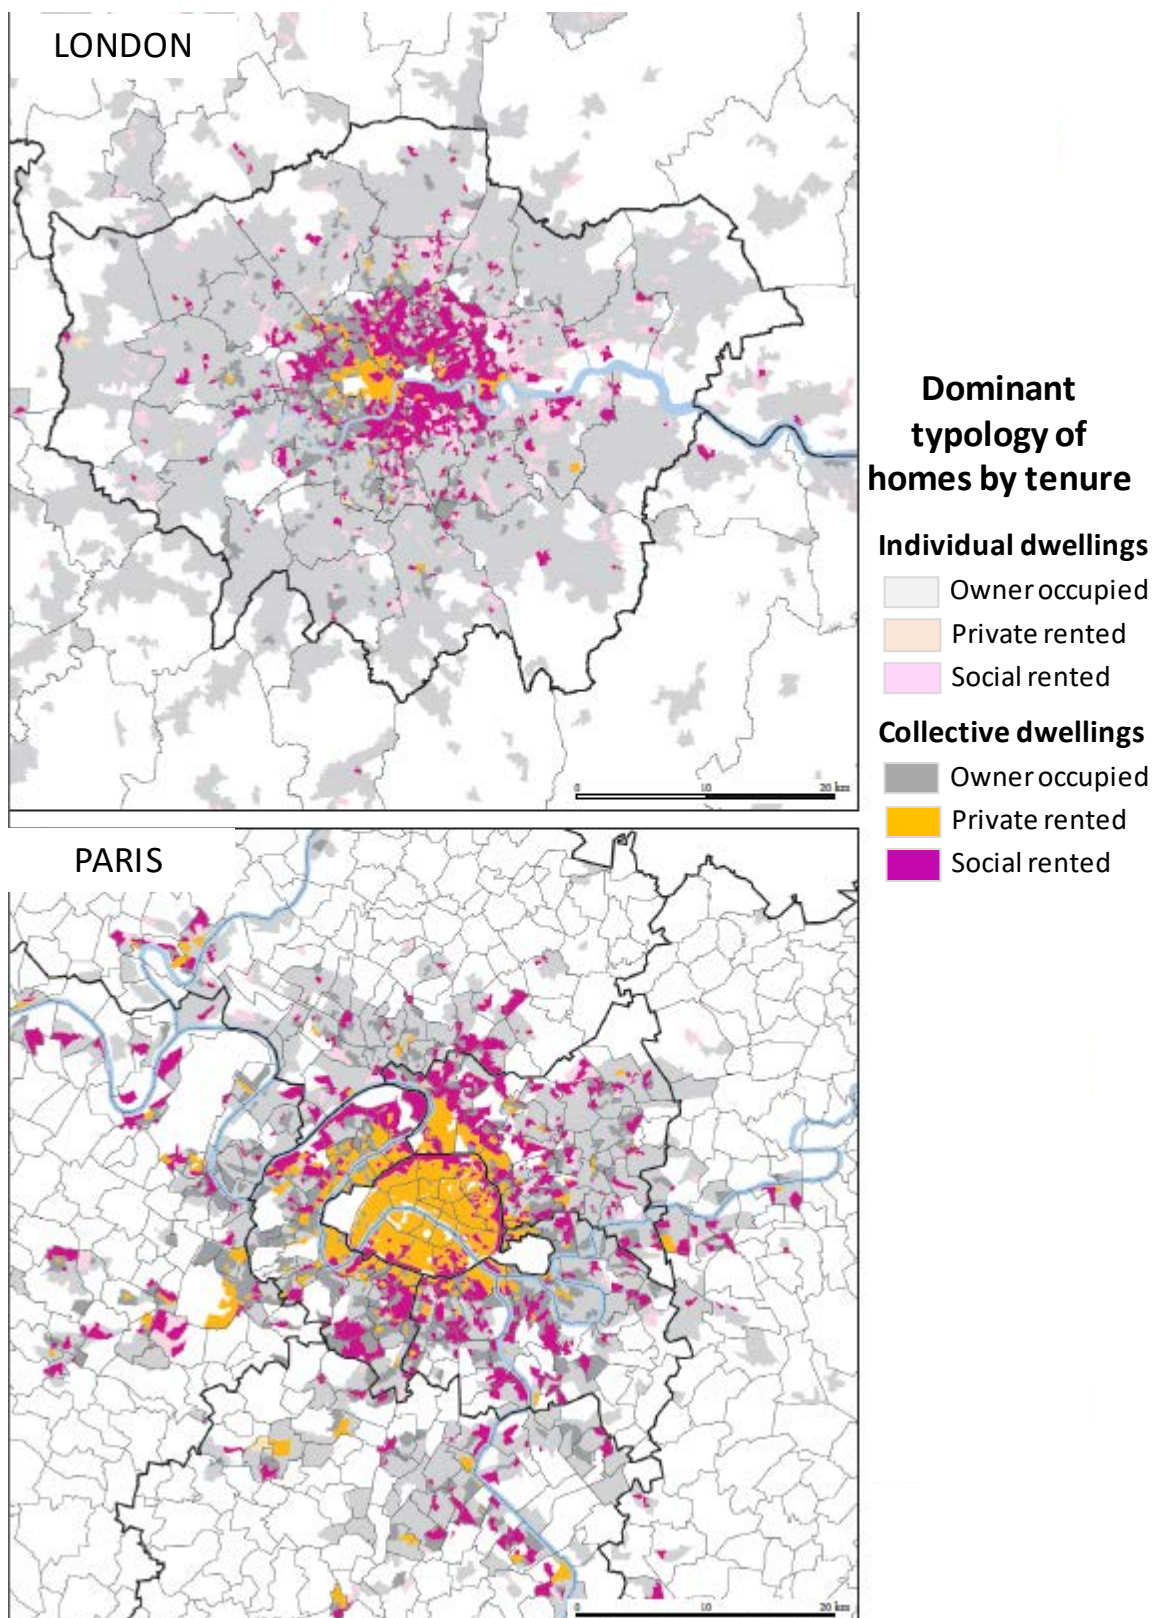 LONDON
Dominant
typology of
homes by tenure
Individual dwellings
Owner occupied
Private rented
Social rented
Collective dwellings
Owner occupied
Private rented
Social rented
0 10 20 km
PARIS
0 10 20 km